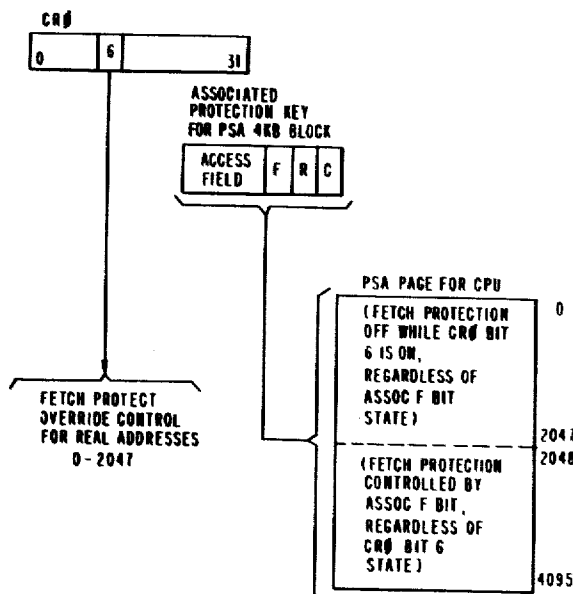 CRØ
0 6 31
ASSOCIATED
PROTECTION KEY
FOR PSA 4KB BLOCK
ACCESS
FIELD
F R C
FETCH PROTECT
OVERRIDE CONTROL
FOR REAL ADDRESSES
0-2047
PSA PAGE FOR CPU
0
(FETCH PROTECTION
OFF WHILE CRØ BIT
6 IS ON,
REGARDLESS OF
ASSOC F BIT
STATE)
2047
2048
(FETCH PROTECTION
CONTROLLED BY
ASSOC F BIT,
REGARDLESS OF
CRØ BIT 6
STATE)
4095